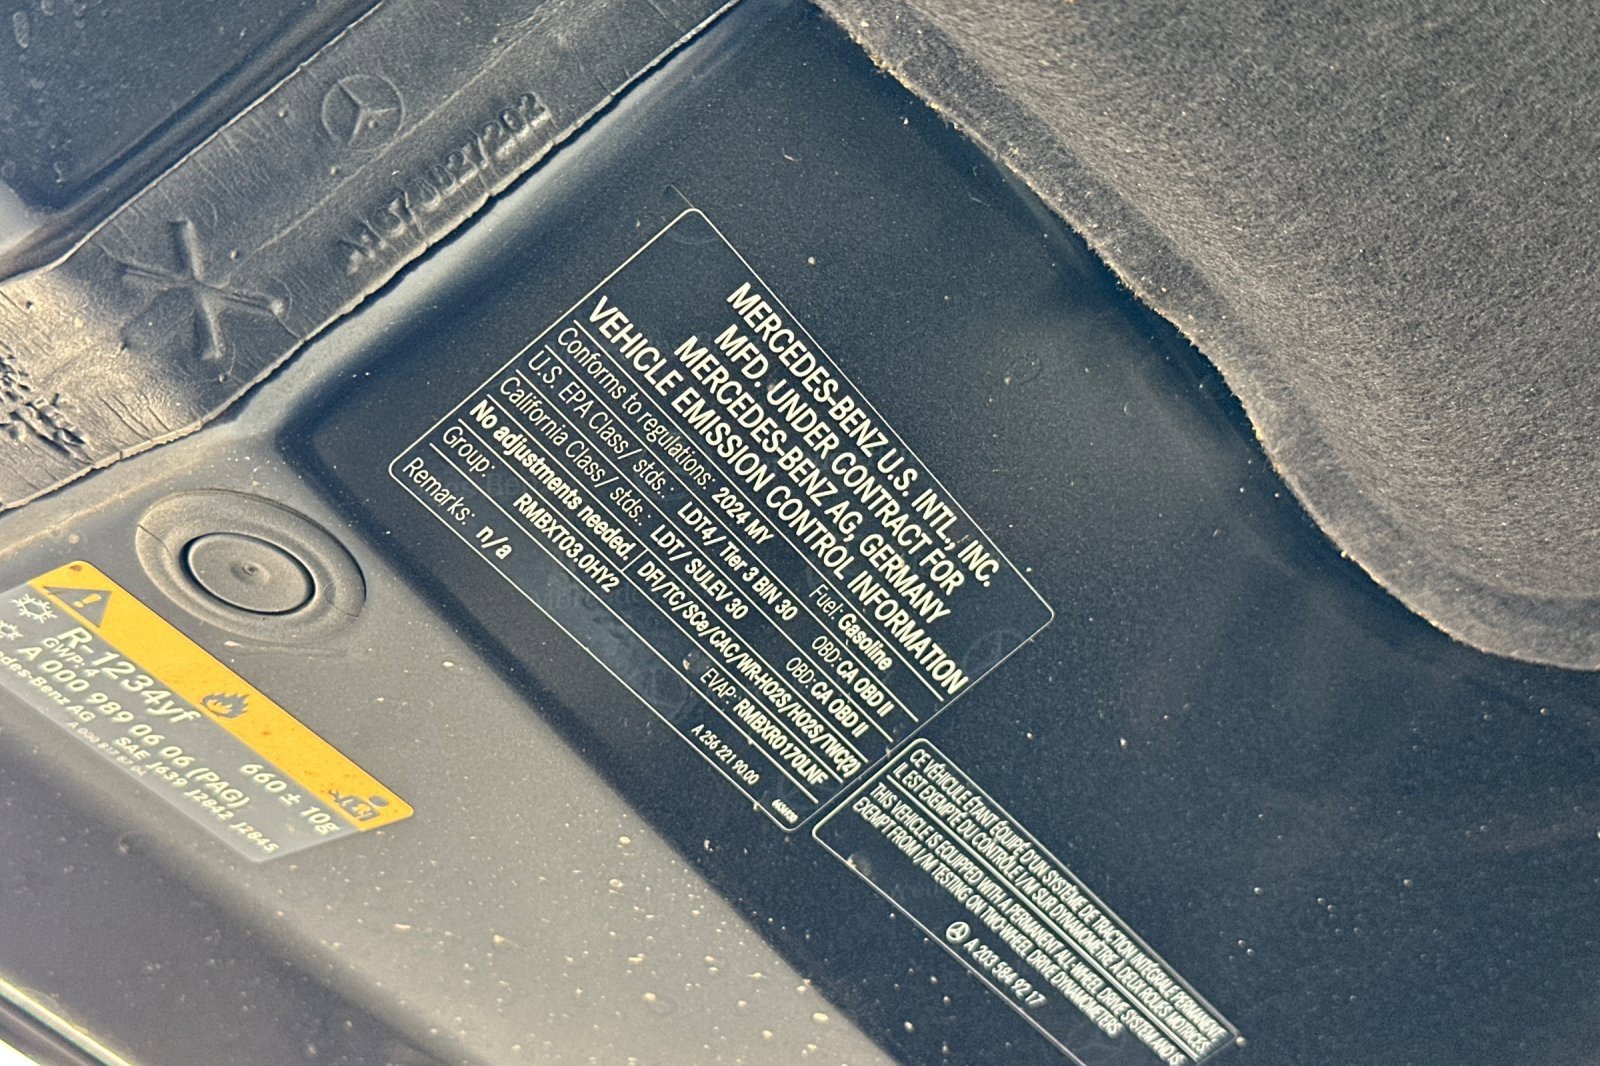 MERCEDES-BENZ U.S. INTL., INC.
MFD. UNDER CONTRACT FOR
MERCEDES-BENZ AG, GERMANY
VEHICLE EMISSION CONTROL INFORMATION
Conforms to regulations: 2024 MY Fuel: Gasoline
U.S. EPA Class/ stds.: LDT4/ Tier 3 BIN 30 OBD: CA OBD II
California Class/ stds.: LDT/ SULEV 30 OBD: CA OBD II
No adjustments needed. DFI/TC/SCe/CAC/WR-HO2S/HO2S/TWC(2)
Group: RMBXT03.0HY2 EVAP: RMBXR0170LNF
Remarks: n/a
A 256 221 90 00
CE VÉHICULE ÉTANT ÉQUIPÉ D'UN SYSTÈME DE TRACTION INTÉGRALE PERMANENT
IL EST EXEMPTÉ DU CONTRÔLE I/M SUR DYNAMOMÈTRE À DEUX ROUES MOTRICES
THIS VEHICLE IS EQUIPPED WITH A PERMANENT ALL-WHEEL DRIVE SYSTEM AND IS
EXEMPT FROM I/M TESTING ON TWO-WHEEL DRIVE DYNAMOMETERS
A 203 584 92 17
R-1234yf 660 ± 10g
GWP:4
A 000 989 06 06 (PAG)
des-Benz AG SAE J639 J2842 J2845